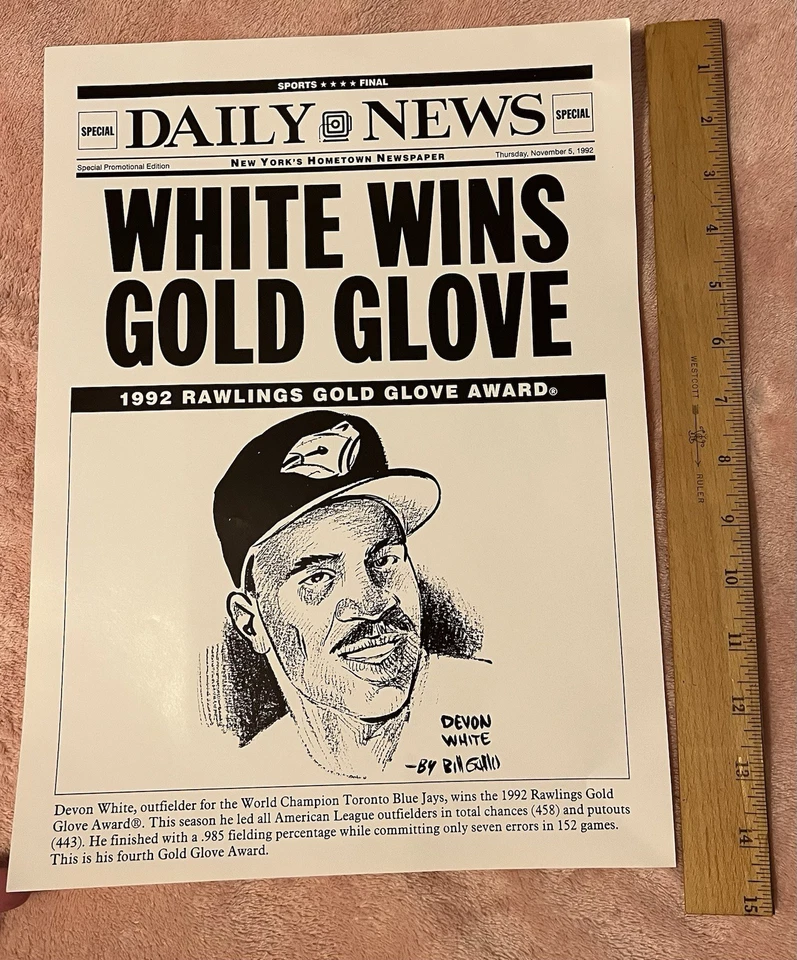 SPORTS ★★★★ FINAL
SPECIAL
DAILY NEWS
SPECIAL
Special Promotional Edition
NEW YORK'S HOMETOWN NEWSPAPER
Thursday, November 5, 1992
WHITE WINS
GOLD GLOVE
1992 RAWLINGS GOLD GLOVE AWARD®
DEVON
WHITE
-BY Bill Gallo
Devon White, outfielder for the World Champion Toronto Blue Jays, wins the 1992 Rawlings Gold
Glove Award®. This season he led all American League outfielders in total chances (458) and putouts
(443). He finished with a .985 fielding percentage while committing only seven errors in 152 games.
This is his fourth Gold Glove Award.
1
2
3
4
5
6
7
8
9
10
11
12
13
14
15
WESTCOTT
RULER